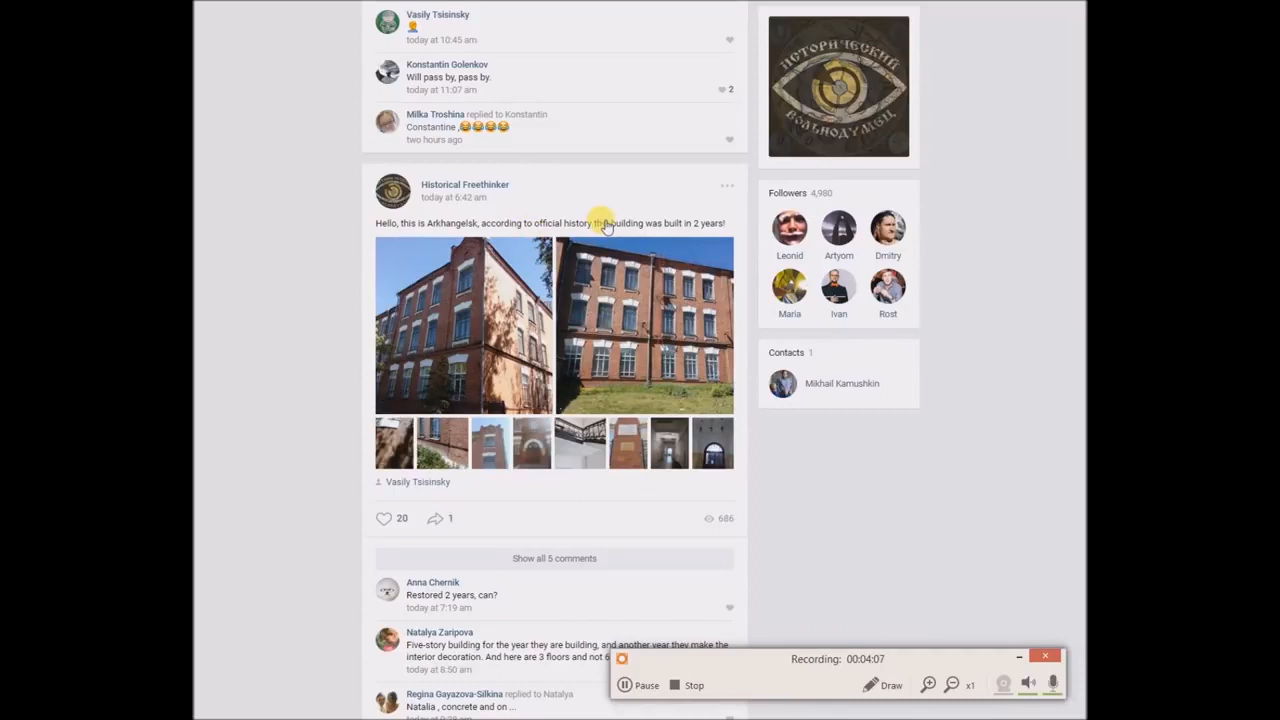 Vasily Tsisinsky
today at 10:45 am
Konstantin Golenkov
Will pass by, pass by.
today at 11:07 am
2
Milka Troshina replied to Konstantin
Constantine ,😂😂😂😂
two hours ago
Historical Freethinker
today at 6:42 am
Hello, this is Arkhangelsk, according to official history building was built in 2 years!
Vasily Tsisinsky
20
1
686
Show all 5 comments
Anna Chernik
Restored 2 years, can?
today at 7:19 am
Natalya Zaripova
Five-story building for the year they are building, and another year they make the
interior decoration. And here are 3 floors and not 6
today at 8:50 am
Regina Gayazova-Silkina replied to Natalya
Natalia , concrete and on ...
ИСТОРИЧЕСКИЙ
ВОЛЬНОДУМЕЦ
Followers 4,980
Leonid
Artyom
Dmitry
Maria
Ivan
Rost
Contacts 1
Mikhail Kamushkin
Recording: 00:04:07
Pause
Stop
Draw
x1